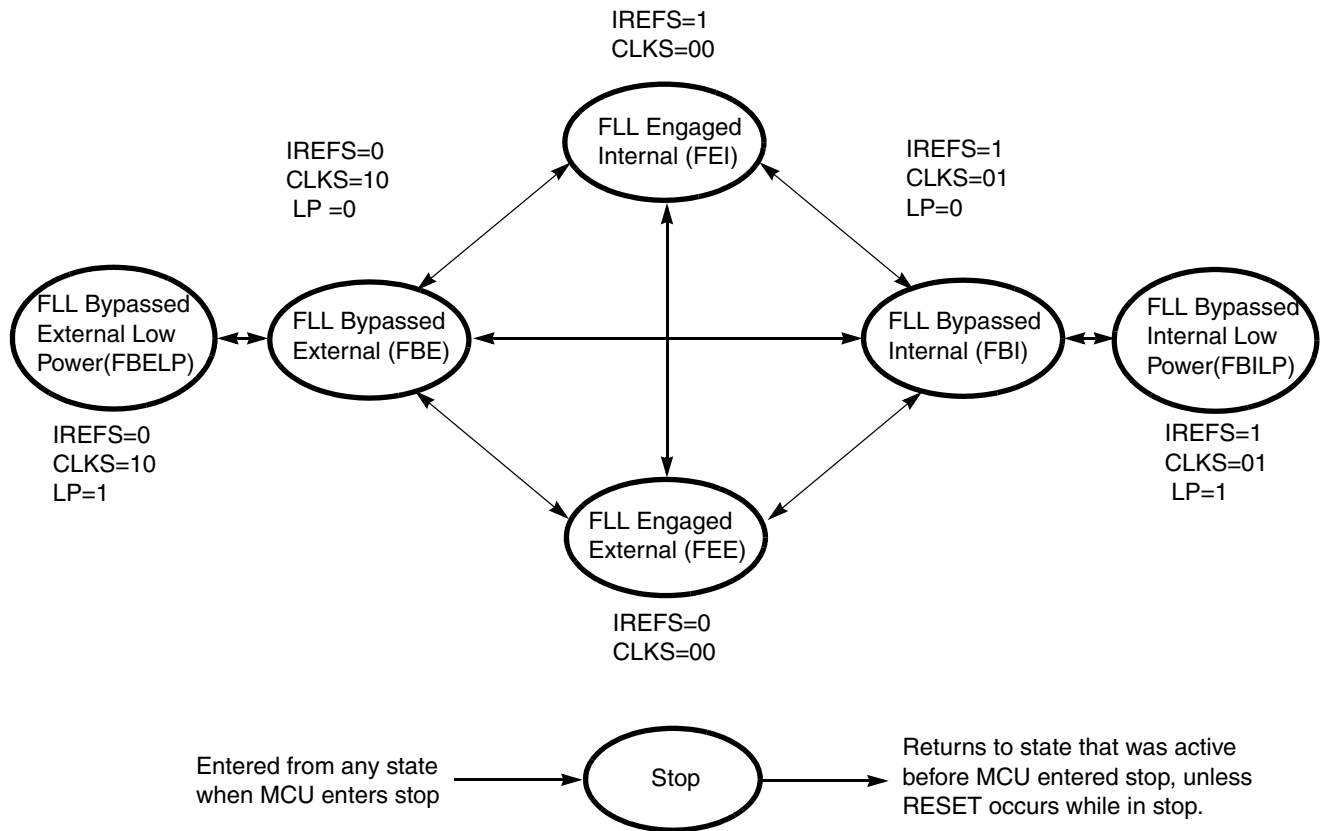 IREFS=1
CLKS=00
FLL Engaged
Internal (FEI)
IREFS=0
CLKS=10
LP =0
IREFS=1
CLKS=01
LP=0
FLL Bypassed
External Low
Power(FBELP)
FLL Bypassed
External (FBE)
FLL Bypassed
Internal (FBI)
FLL Bypassed
Internal Low
Power(FBILP)
IREFS=0
CLKS=10
LP=1
IREFS=1
CLKS=01
LP=1
FLL Engaged
External (FEE)
IREFS=0
CLKS=00
Entered from any state
when MCU enters stop
Stop
Returns to state that was active
before MCU entered stop, unless
RESET occurs while in stop.